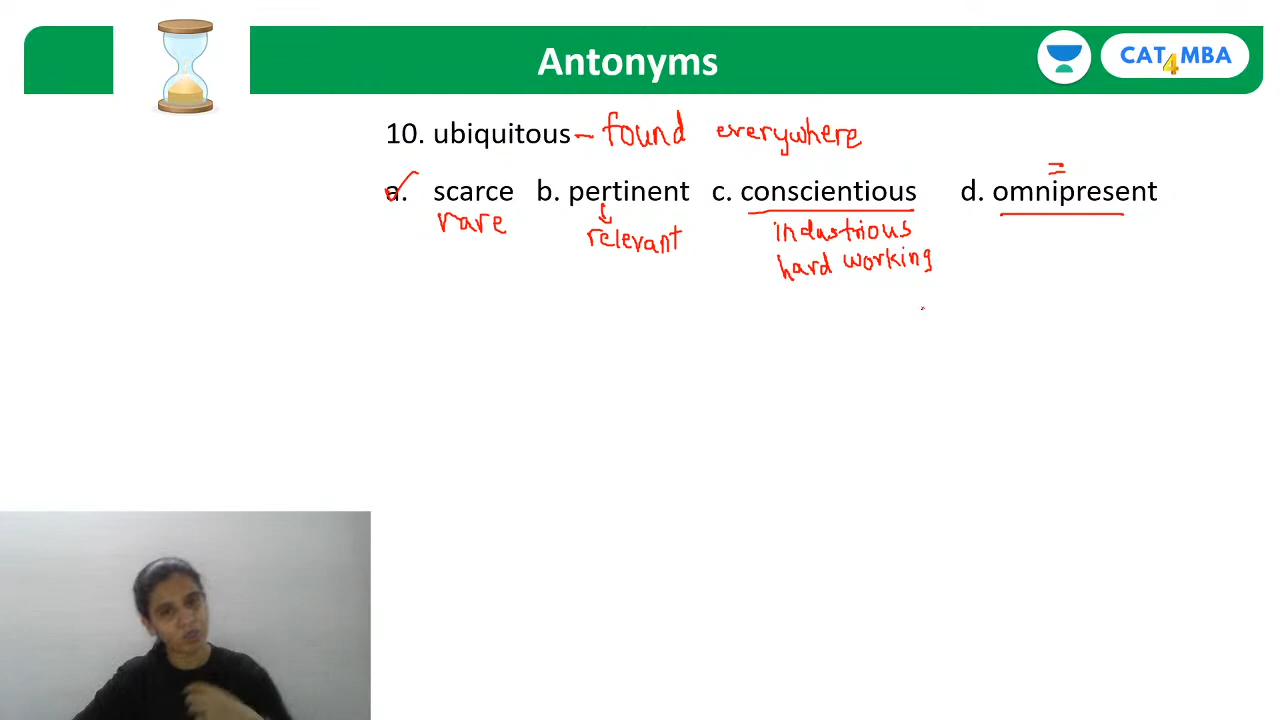 Antonyms
CAT4MBA
10. ubiquitous – found everywhere
a. scarce b. pertinent c. conscientious d. omnipresent
rare relevant industrious
hard working